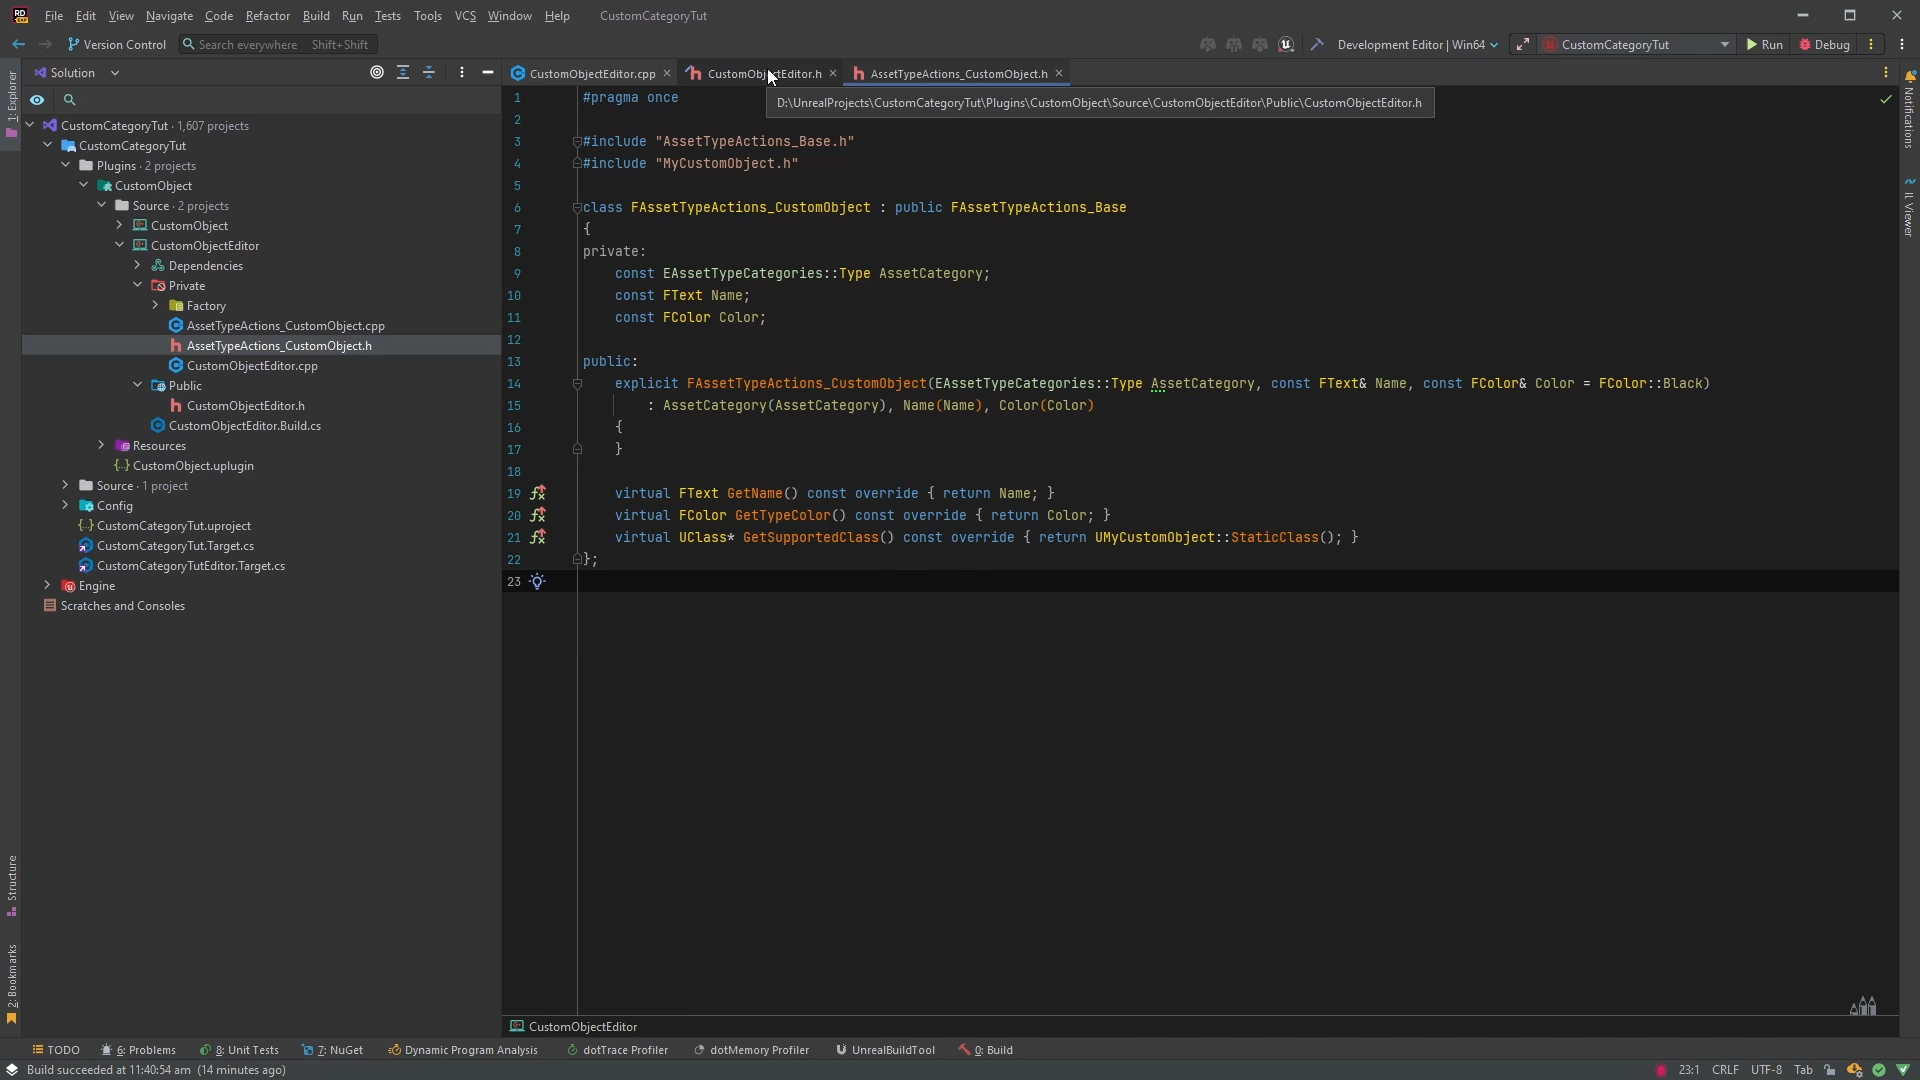 File Edit View Navigate Code Refactor Build Run Tests Tools VCS Window Help CustomCategoryTut
Version Control Search everywhere Shift+Shift Development Editor | Win64 CustomCategoryTut Run Debug
Solution
CustomObjectEditor.cpp CustomObjectEditor.h AssetTypeActions_CustomObject.h
D:\UnrealProjects\CustomCategoryTut\Plugins\CustomObject\Source\CustomObjectEditor\Public\CustomObjectEditor.h
1: Explorer
Structure
2: Bookmarks
Notifications
IL Viewer
CustomCategoryTut · 1,607 projects
CustomCategoryTut
Plugins · 2 projects
CustomObject
Source · 2 projects
CustomObject
CustomObjectEditor
Dependencies
Private
Factory
AssetTypeActions_CustomObject.cpp
AssetTypeActions_CustomObject.h
CustomObjectEditor.cpp
Public
CustomObjectEditor.h
CustomObjectEditor.Build.cs
Resources
CustomObject.uplugin
Source · 1 project
Config
CustomCategoryTut.uproject
CustomCategoryTut.Target.cs
CustomCategoryTutEditor.Target.cs
Engine
Scratches and Consoles
1 #pragma once
2
3 #include "AssetTypeActions_Base.h"
4 #include "MyCustomObject.h"
5
6 class FAssetTypeActions_CustomObject : public FAssetTypeActions_Base
7 {
8 private:
9 const EAssetTypeCategories::Type AssetCategory;
10 const FText Name;
11 const FColor Color;
12
13 public:
14 explicit FAssetTypeActions_CustomObject(EAssetTypeCategories::Type AssetCategory, const FText& Name, const FColor& Color = FColor::Black)
15 : AssetCategory(AssetCategory), Name(Name), Color(Color)
16 {
17 }
18
19 virtual FText GetName() const override { return Name; }
20 virtual FColor GetTypeColor() const override { return Color; }
21 virtual UClass* GetSupportedClass() const override { return UMyCustomObject::StaticClass(); }
22 };
23
CustomObjectEditor
TODO 6: Problems 8: Unit Tests 7: NuGet Dynamic Program Analysis dotTrace Profiler dotMemory Profiler UnrealBuildTool 0: Build
Build succeeded at 11:40:54 am (14 minutes ago) 23:1 CRLF UTF-8 Tab